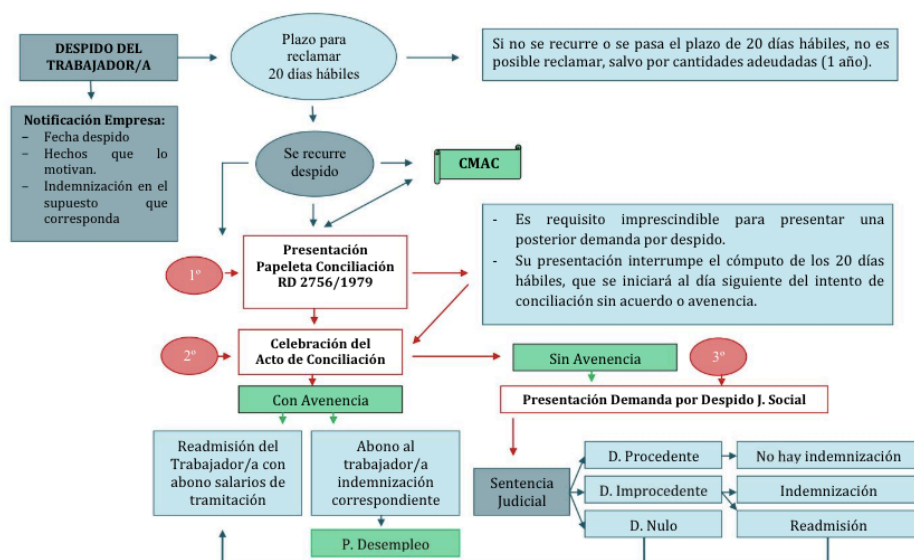 DESPIDO DEL
TRABAJADOR/A
Plazo para
reclamar
20 días hábiles
Si no se recurre o se pasa el plazo de 20 días hábiles, no es
posible reclamar, salvo por cantidades adeudadas (1 año).
Notificación Empresa:
– Fecha despido
– Hechos que lo
motivan.
– Indemnización en el
supuesto que
corresponda
Se recurre
despido
CMAC
1º
Presentación
Papeleta Conciliación
RD 2756/1979
- Es requisito imprescindible para presentar una
posterior demanda por despido.
- Su presentación interrumpe el cómputo de los 20 días
hábiles, que se iniciará al día siguiente del intento de
conciliación sin acuerdo o avenencia.
2º
Celebración del
Acto de Conciliación
Sin Avenencia
3º
Con Avenencia
Presentación Demanda por Despido J. Social
Readmisión del
Trabajador/a con
abono salarios de
tramitación
Abono al
trabajador/a
indemnización
correspondiente
P. Desempleo
Sentencia
Judicial
D. Procedente
No hay indemnización
D. Improcedente
Indemnización
D. Nulo
Readmisión